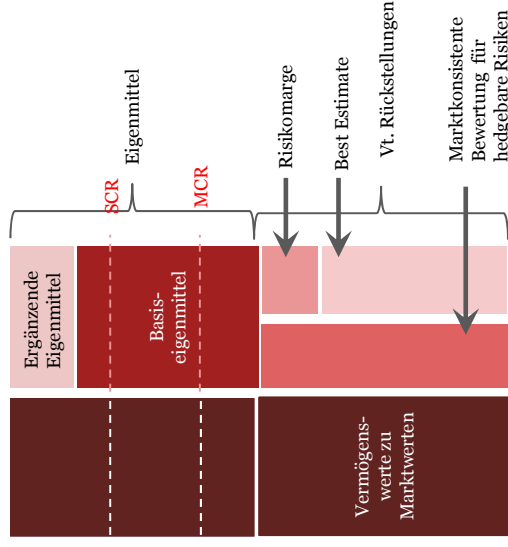 Ergänzende
Eigenmittel
Basis-
eigenmittel
Vermögens-
werte zu
Marktwerten
SCR
MCR
Eigenmittel
Risikomarge
Best Estimate
Vt. Rückstellungen
Marktkonsistente
Bewertung für
hedgebare Risiken